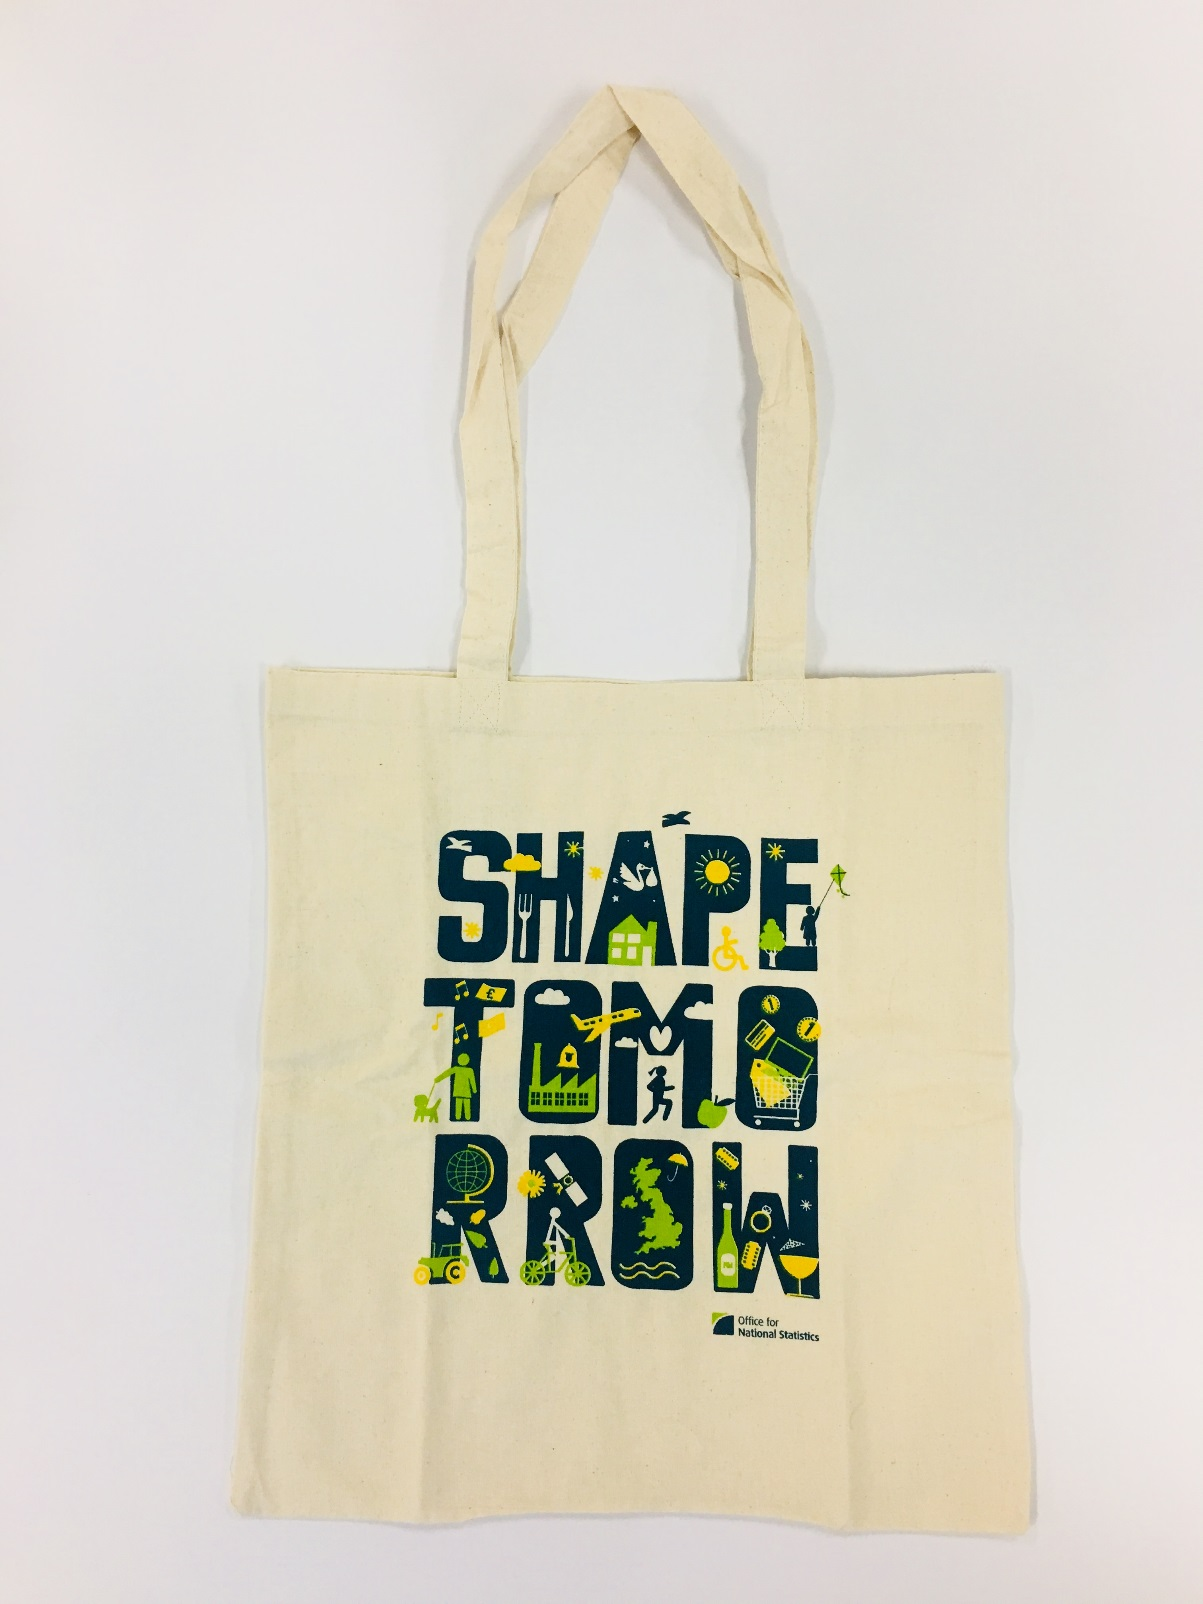 SHAPE
TOMO
RROW
Office for
National Statistics